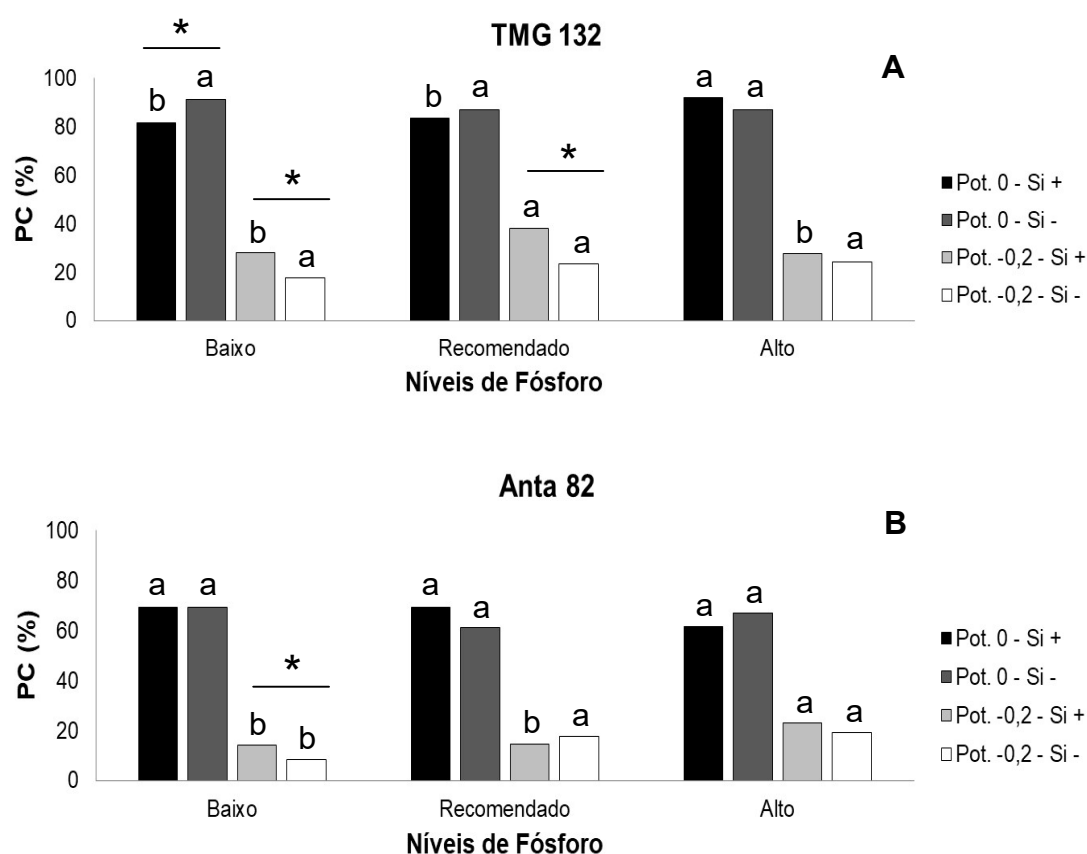 TMG 132
A
*
*
*
100
80
60
40
20
0
PC (%)
b a b a
b a a a
a a b a
Baixo Recomendado Alto
Níveis de Fósforo
Pot. 0 - Si +
Pot. 0 - Si -
Pot. -0,2 - Si +
Pot. -0,2 - Si -
Anta 82
B
*
100
80
60
40
20
0
PC (%)
a a b b
a a b a
a a a a
Baixo Recomendado Alto
Níveis de Fósforo
Pot. 0 - Si +
Pot. 0 - Si -
Pot. -0,2 - Si +
Pot. -0,2 - Si -